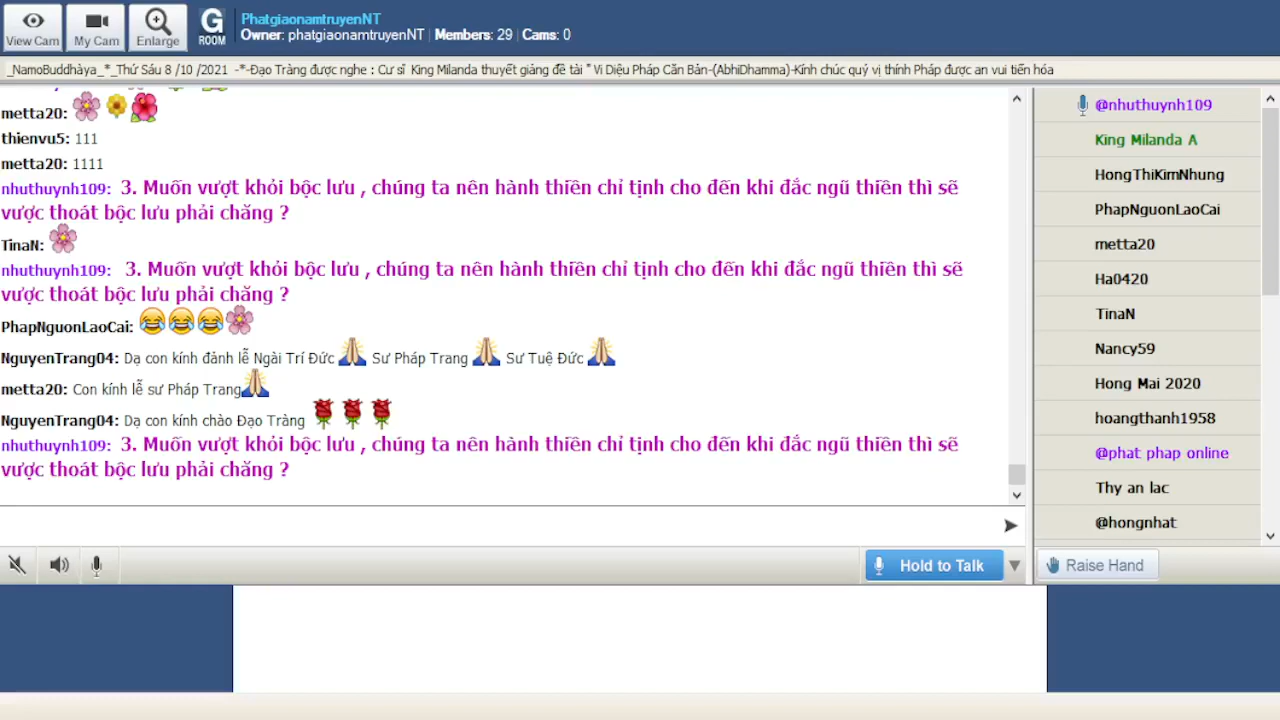 View Cam
My Cam
Enlarge
G
ROOM
PhatgiaonamtruyenNT
Owner: phatgiaonamtruyenNT | Members: 29 | Cams: 0
_NamoBuddhàya_*_Thứ Sáu 8 /10 /2021 -*-Đạo Tràng được nghe : Cư sĩ King Milanda thuyết giảng đề tài " Vi Diệu Pháp Căn Bản-(AbhiDhamma)-Kính chúc quý vị thính Pháp được an vui tiến hóa
metta20:
thienvu5: 111
metta20: 1111
nhuthuynh109: 3. Muốn vượt khỏi bộc lưu , chúng ta nên hành thiền chỉ tịnh cho đến khi đắc ngũ thiền thì sẽ
vược thoát bộc lưu phải chăng ?
TinaN:
nhuthuynh109: 3. Muốn vượt khỏi bộc lưu , chúng ta nên hành thiền chỉ tịnh cho đến khi đắc ngũ thiền thì sẽ
vược thoát bộc lưu phải chăng ?
PhapNguonLaoCai:
NguyenTrang04: Dạ con kính đảnh lễ Ngài Trí Đức Sư Pháp Trang Sư Tuệ Đức
metta20: Con kính lễ sư Pháp Trang
NguyenTrang04: Dạ con kính chào Đạo Tràng
nhuthuynh109: 3. Muốn vượt khỏi bộc lưu , chúng ta nên hành thiền chỉ tịnh cho đến khi đắc ngũ thiền thì sẽ
vược thoát bộc lưu phải chăng ?
@nhuthuynh109
King Milanda A
HongThiKimNhung
PhapNguonLaoCai
metta20
Ha0420
TinaN
Nancy59
Hong Mai 2020
hoangthanh1958
@phat phap online
Thy an lac
@hongnhat
Hold to Talk
Raise Hand